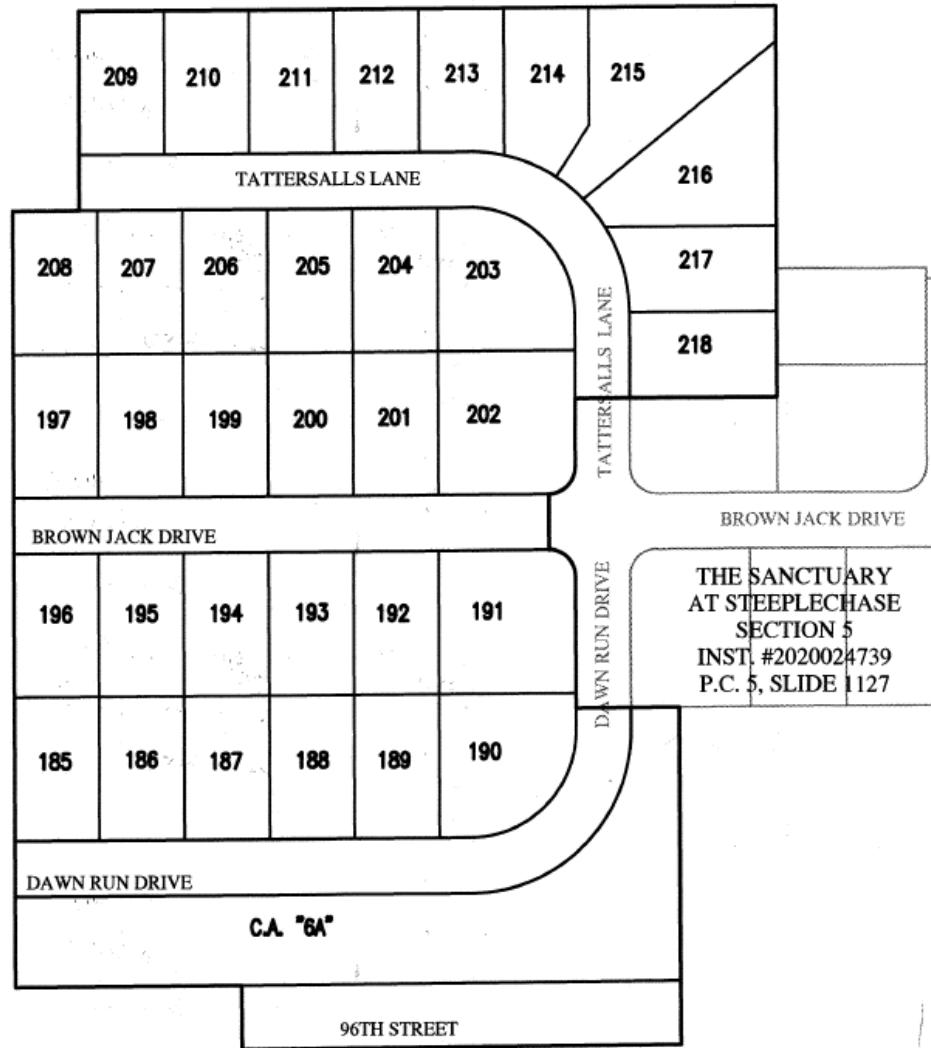 209 210 211 212 213 214 215
TATTERSALLS LANE
216
208 207 206 205 204 203
217
218
TATTERSALLS LANE
197 198 199 200 201 202
BROWN JACK DRIVE
BROWN JACK DRIVE
196 195 194 193 192 191
DAWN RUN DRIVE
THE SANCTUARY
AT STEEPLECHASE
SECTION 5
INST. #2020024739
P.C. 5, SLIDE 1127
185 186 187 188 189 190
DAWN RUN DRIVE
C.A. "6A"
96TH STREET